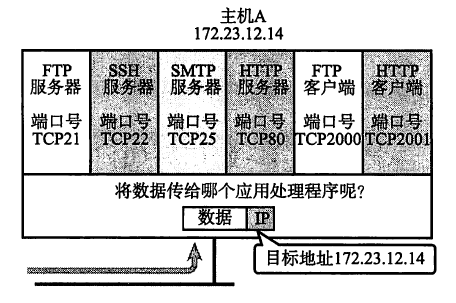 主机A
172.23.12.14
FTP
服务器
端口号
TCP21
SSH
服务器
端口号
TCP22
SMTP
服务器
端口号
TCP25
HTTP
服务器
端口号
TCP80
FTP
客户端
端口号
TCP2000
HTTP
客户端
端口号
TCP2001
将数据传给哪个应用处理程序呢?
数据 IP
目标地址172.23.12.14